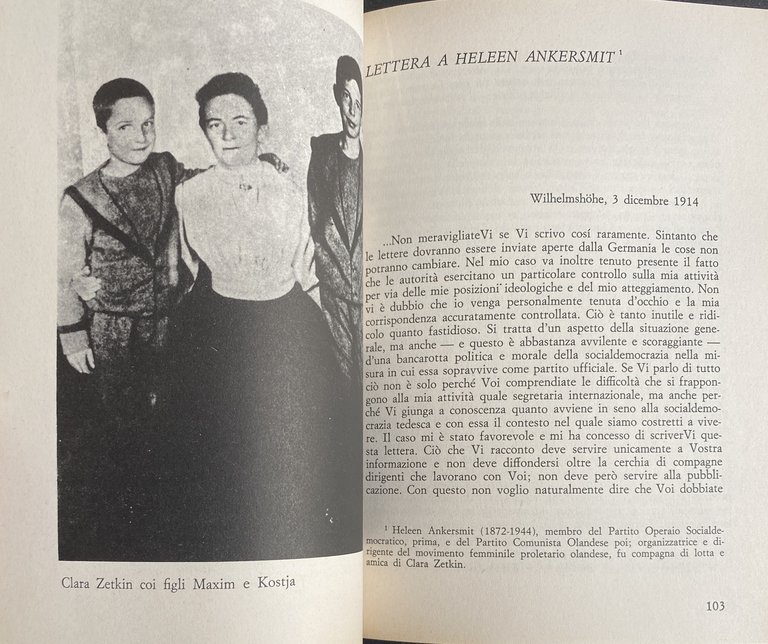 Clara Zetkin coi figli Maxim e Kostja
LETTERA A HELEEN ANKERSMIT ¹
Wilhelmshöhe, 3 dicembre 1914
...Non meravigliateVi se Vi scrivo cosí raramente. Sintanto che
le lettere dovranno essere inviate aperte dalla Germania le cose non
potranno cambiare. Nel mio caso va inoltre tenuto presente il fatto
che le autorità esercitano un particolare controllo sulla mia attività
per via delle mie posizioni ideologiche e del mio atteggiamento. Non
vi è dubbio che io venga personalmente tenuta d'occhio e la mia
corrispondenza accuratamente controllata. Ciò è tanto inutile e ridi-
colo quanto fastidioso. Si tratta d'un aspetto della situazione gene-
rale, ma anche — e questo è abbastanza avvilente e scoraggiante —
d'una bancarotta politica e morale della socialdemocrazia nella mi-
sura in cui essa sopravvive come partito ufficiale. Se Vi parlo di tutto
ciò non è solo perché Voi comprendiate le difficoltà che si frappon-
gono alla mia attività quale segretaria internazionale, ma anche per-
ché Vi giunga a conoscenza quanto avviene in seno alla socialdemo-
crazia tedesca e con essa il contesto nel quale siamo costretti a vive-
re. Il caso mi è stato favorevole e mi ha concesso di scriverVi que-
sta lettera. Ciò che Vi racconto deve servire unicamente a Vostra
informazione e non deve diffondersi oltre la cerchia di compagne
dirigenti che lavorano con Voi; non deve però servire alla pubbli-
cazione. Con questo non voglio naturalmente dire che Voi dobbiate
¹ Heleen Ankersmit (1872-1944), membro del Partito Operaio Socialde-
mocratico, prima, e del Partito Comunista Olandese poi; organizzatrice e di-
rigente del movimento femminile proletario olandese, fu compagna di lotta e
amica di Clara Zetkin.
103